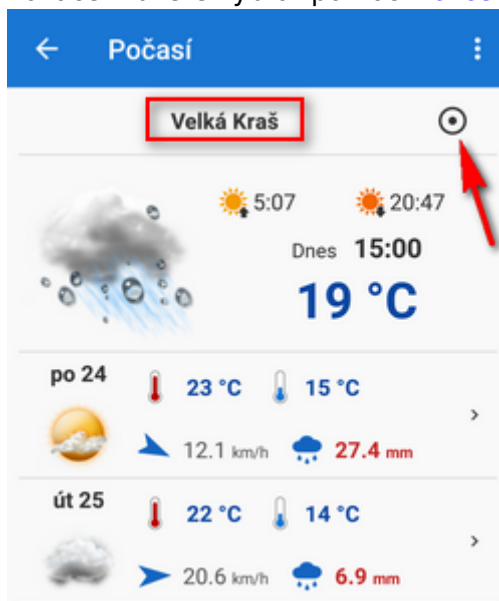 Počasí
Velká Kraš
5:07 20:47
Dnes 15:00
19 °C
po 24 23 °C 15 °C
12.1 km/h 27.4 mm
út 25 22 °C 14 °C
20.6 km/h 6.9 mm